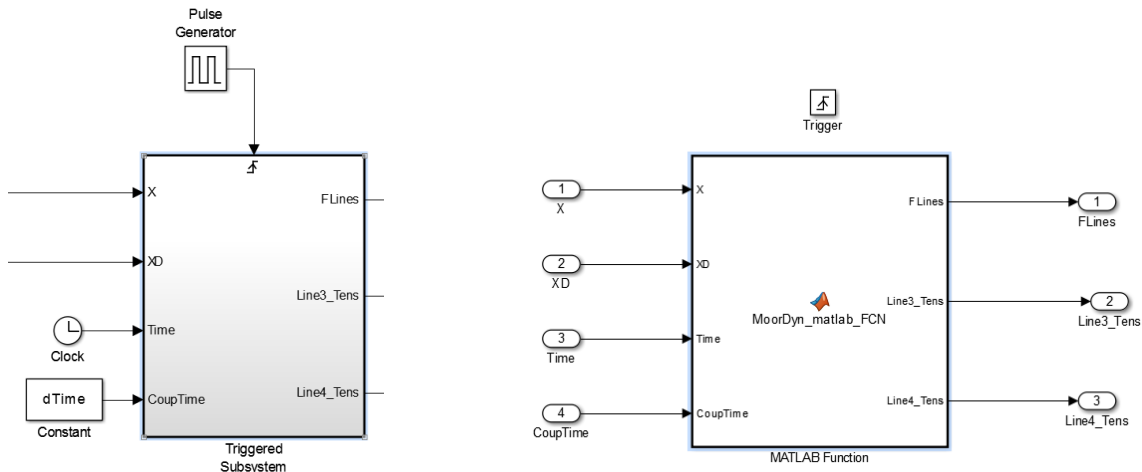 Pulse
Generator
X
FLines
XD
Line3_Tens
Time
Clock
dTime
CoupTime
Line4_Tens
Constant
Triggered
Subsystem
Trigger
1
X
X
FLines
1
FLines
2
XD
XD
Line3_Tens
2
Line3_Tens
MoorDyn_matlab_FCN
3
Time
Time
4
CoupTime
CoupTime
Line4_Tens
3
Line4_Tens
MATLAB Function